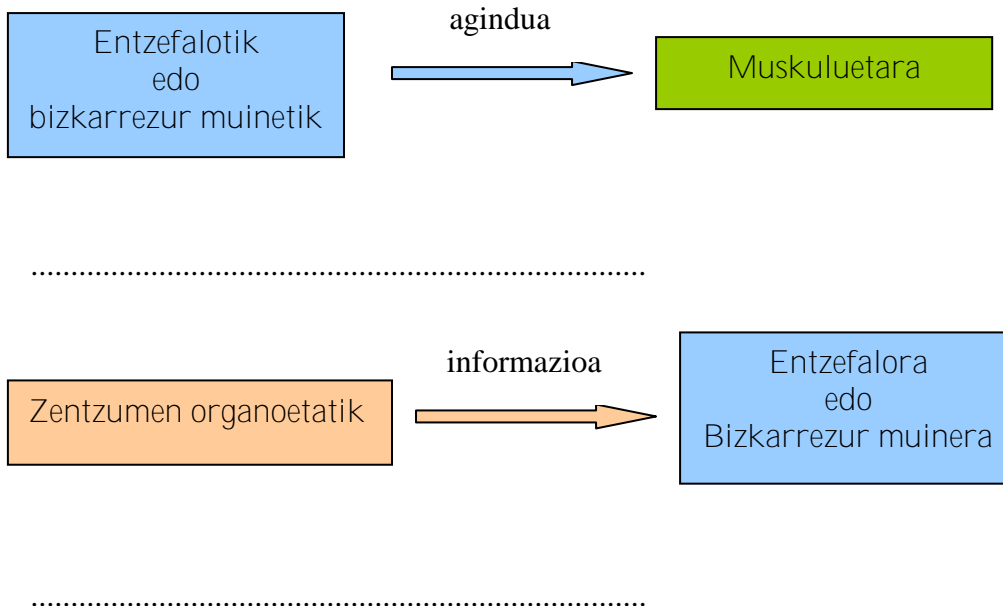 Entzefalotik
edo
bizkarrezur muinetik
agindua
Muskuluetara
.............................................................................
Zentzumen organoetatik
informazioa
Entzefalora
edo
Bizkarrezur muinera
.............................................................................